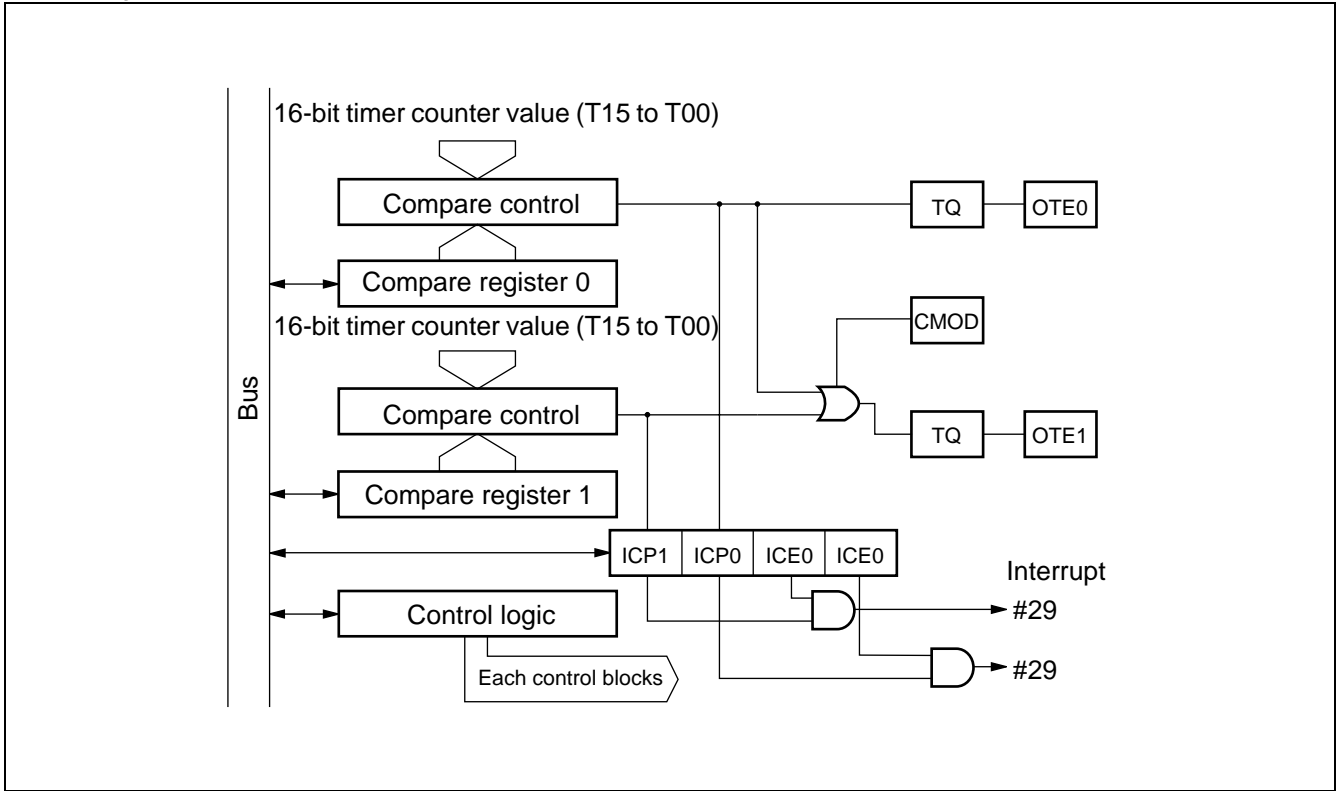 16-bit timer counter value (T15 to T00)
Compare control
TQ
OTE0
Compare register 0
16-bit timer counter value (T15 to T00)
CMOD
Bus
Compare control
TQ
OTE1
Compare register 1
ICP1
ICP0
ICE0
ICE0
Interrupt
Control logic
#29
Each control blocks
#29